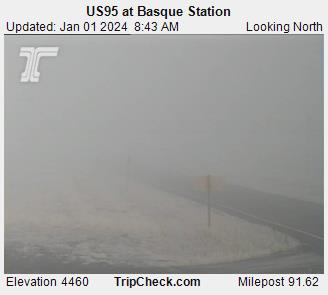 US95 at Basque Station
Updated: Jan 01 2024 8:43 AM Looking North
Elevation 4460 TripCheck.com Milepost 91.62